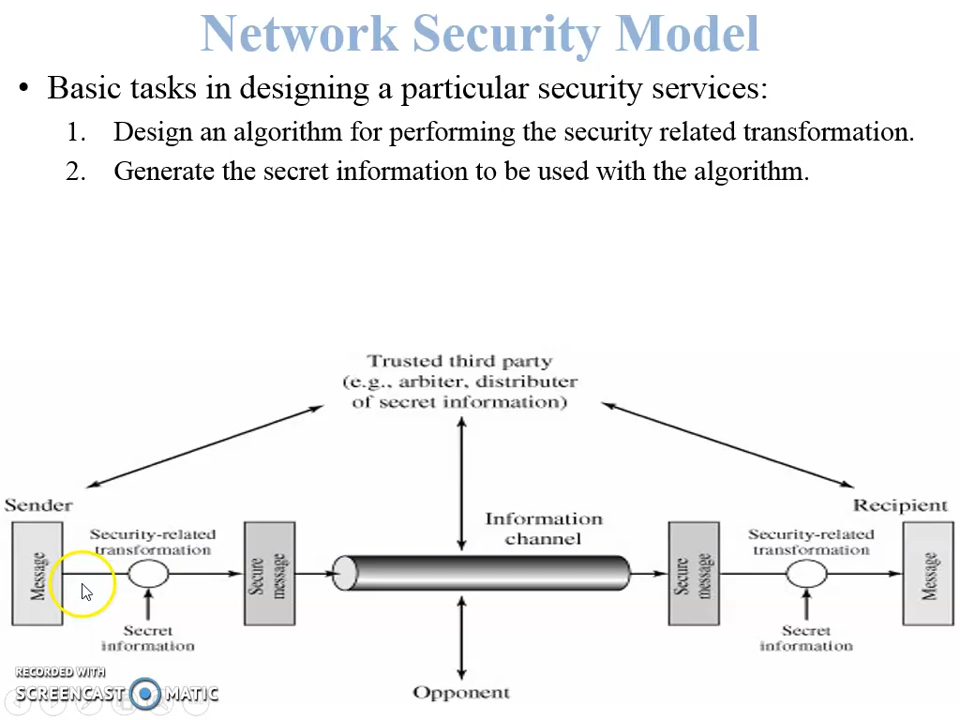 Network Security Model
• Basic tasks in designing a particular security services:
1. Design an algorithm for performing the security related transformation.
2. Generate the secret information to be used with the algorithm.
Trusted third party
(e.g., arbiter, distributer
of secret information)
Sender
Recipient
Information
channel
Security-related
transformation
Security-related
transformation
Message
Secure
message
Secure
message
Message
Secret
information
Secret
information
Opponent
RECORDED WITH
SCREENCAST MATIC